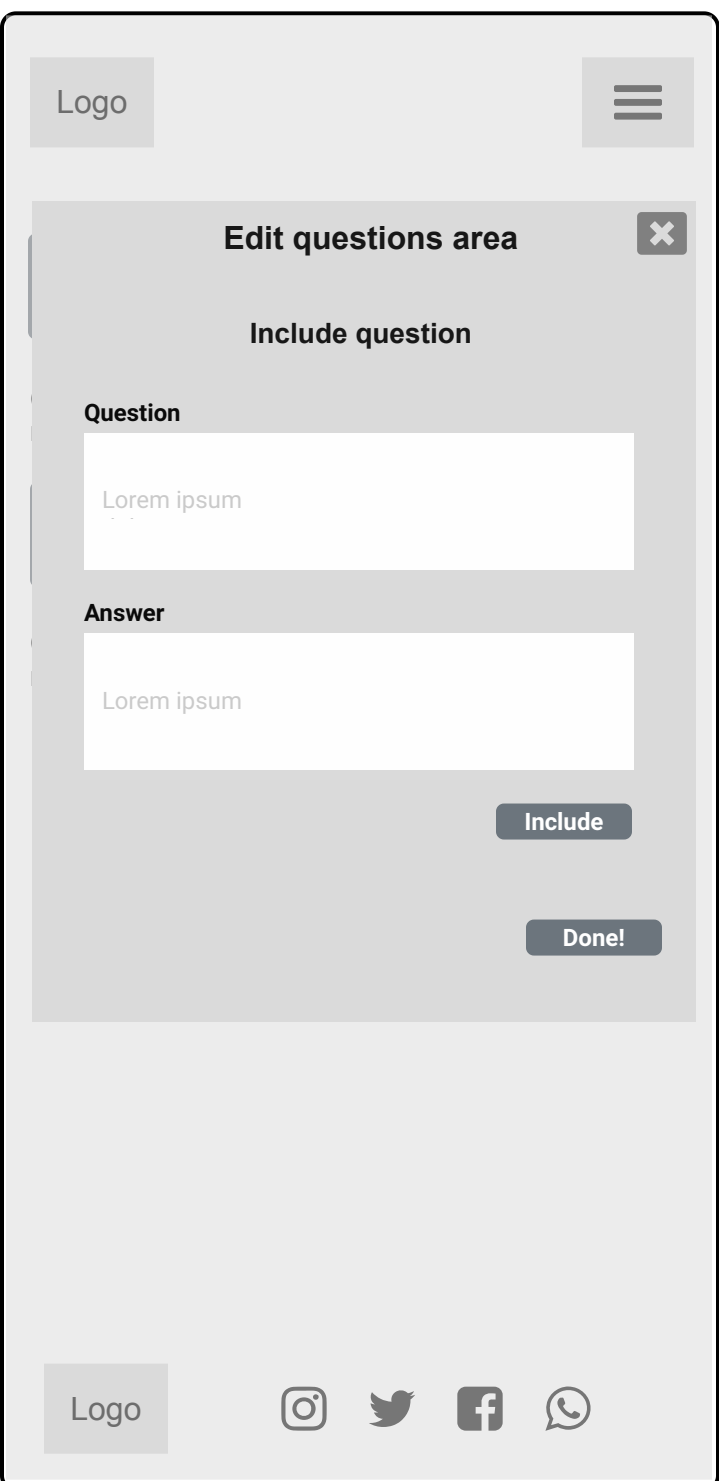 Logo
Edit questions area
Include question
Question
Lorem ipsum
Answer
Lorem ipsum
Include
Done!
Logo